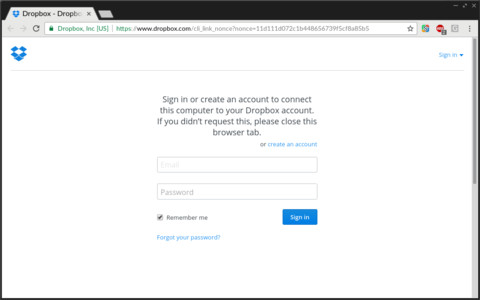 Dropbox - Dropbo
Dropbox, Inc [US] https://www.dropbox.com/cli_link_nonce?nonce=11d111d072c1b448656739f5cf8a85b5
Sign in
Sign in or create an account to connect
this computer to your Dropbox account.
If you didn't request this, please close this
browser tab.
or create an account
Email
Password
Remember me
Sign in
Forgot your password?